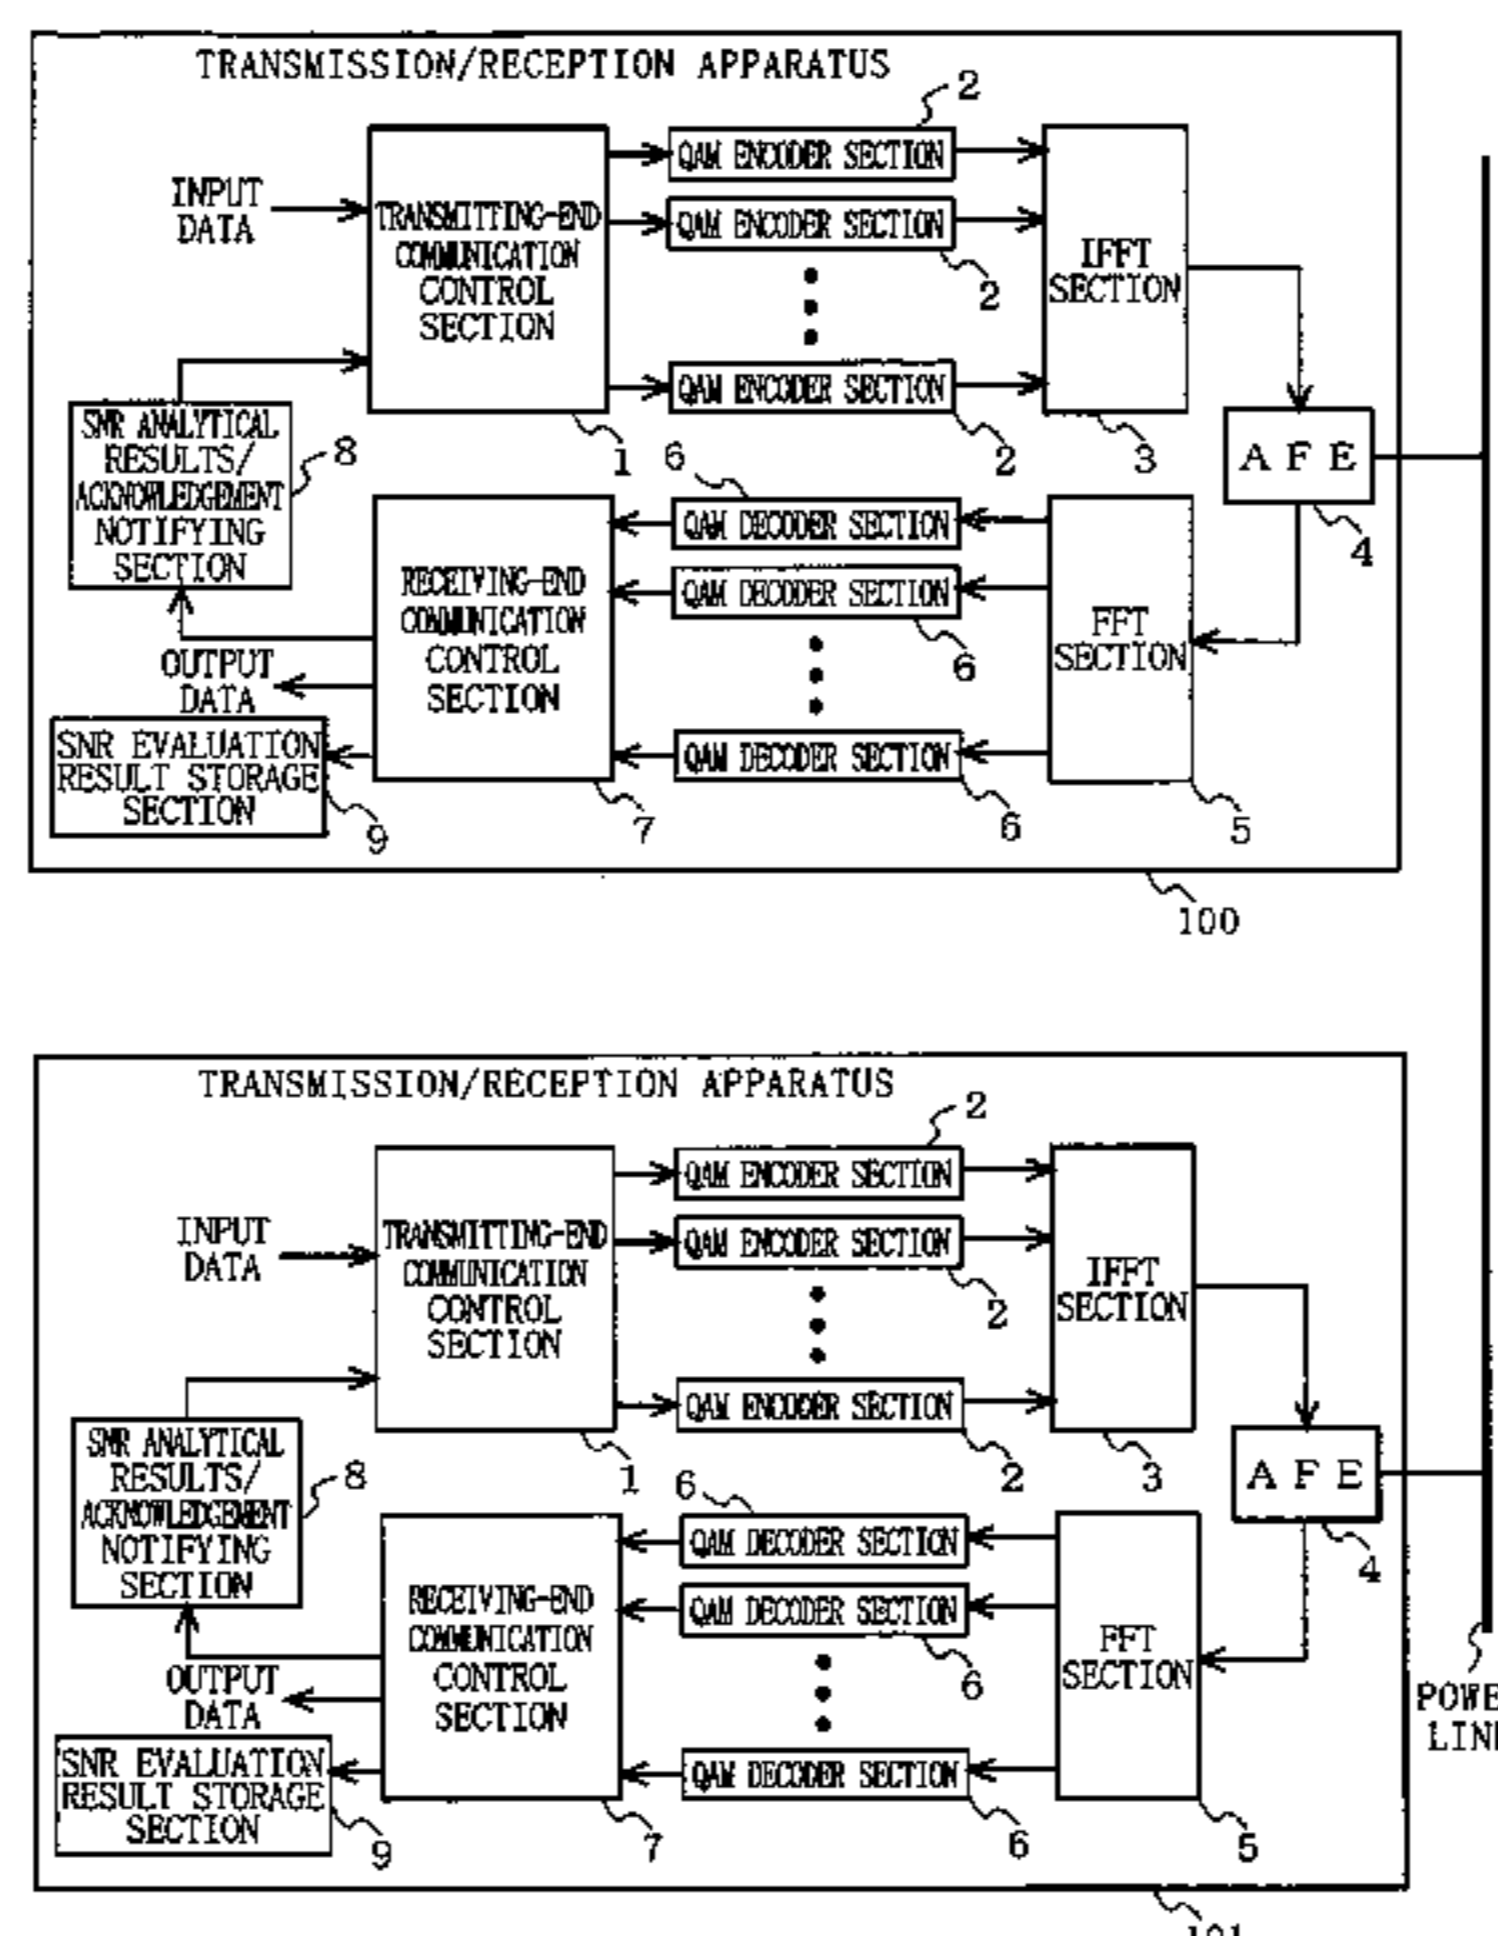 TRANSMISSION/RECEPTION APPARATUS
2
QAM ENCODER SECTION
INPUT
DATA
TRANSMITTING-END
COMMUNICATION
CONTROL
SECTION
QAM ENCODER SECTION
2
IFFT
SECTION
QAM ENCODER SECTION
1
2
3
A F E
4
SNR ANALYTICAL
RESULTS/
ACKNOWLEDGEMENT
NOTIFYING
SECTION
8
6
QAM DECODER SECTION
RECEIVING-END
COMMUNICATION
CONTROL
SECTION
QAM DECODER SECTION
6
FFT
SECTION
OUTPUT
DATA
QAM DECODER SECTION
SNR EVALUATION
RESULT STORAGE
SECTION
9
7
6
5
100
TRANSMISSION/RECEPTION APPARATUS
2
QAM ENCODER SECTION
INPUT
DATA
TRANSMITTING-END
COMMUNICATION
CONTROL
SECTION
QAM ENCODER SECTION
2
IFFT
SECTION
QAM ENCODER SECTION
1
2
3
A F E
4
SNR ANALYTICAL
RESULTS/
ACKNOWLEDGEMENT
NOTIFYING
SECTION
8
6
QAM DECODER SECTION
RECEIVING-END
COMMUNICATION
CONTROL
SECTION
QAM DECODER SECTION
6
FFT
SECTION
OUTPUT
DATA
QAM DECODER SECTION
SNR EVALUATION
RESULT STORAGE
SECTION
9
7
6
5
POWE
LIN
101